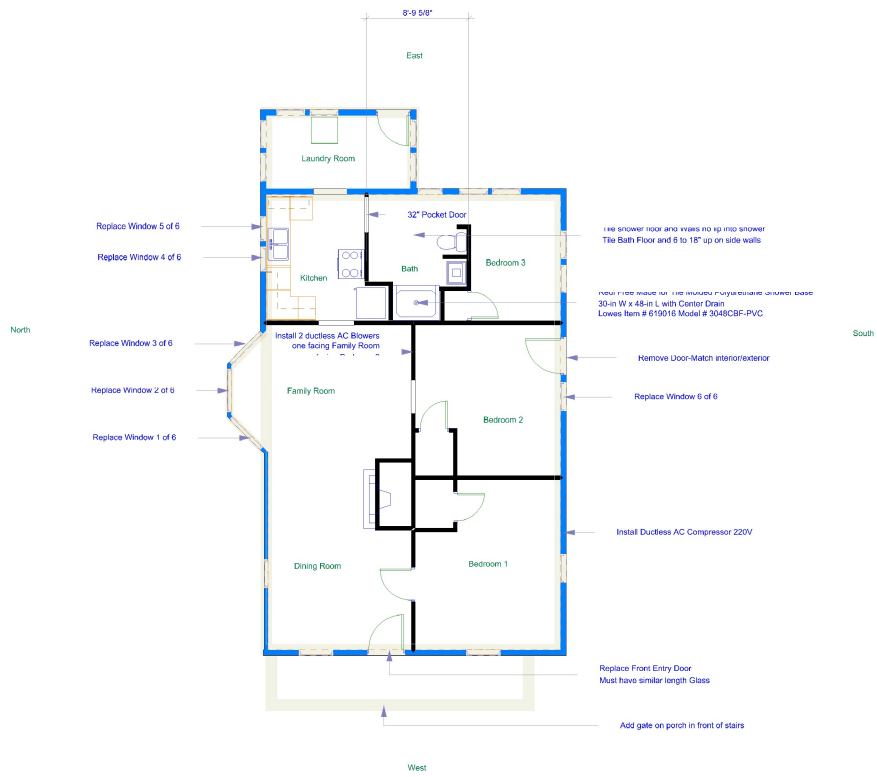 8'-9 5/8"
East
Laundry Room
32" Pocket Door
Replace Window 5 of 6
Tile shower floor and Walls no lip into shower
Tile Bath Floor and 6 to 18" up on side walls
Replace Window 4 of 6
Bedroom 3
Bath
Kitchen
Redi Free Made for Tile Molded Polyurethane Shower Base
30-in W x 48-in L with Center Drain
Lowes Item # 619016 Model # 3048CBF-PVC
North
South
Install 2 ductless AC Blowers
one facing Family Room
Replace Window 3 of 6
Remove Door-Match interior/exterior
Replace Window 2 of 6
Family Room
Replace Window 6 of 6
Bedroom 2
Replace Window 1 of 6
Install Ductless AC Compressor 220V
Dining Room
Bedroom 1
Replace Front Entry Door
Must have similar length Glass
Add gate on porch in front of stairs
West